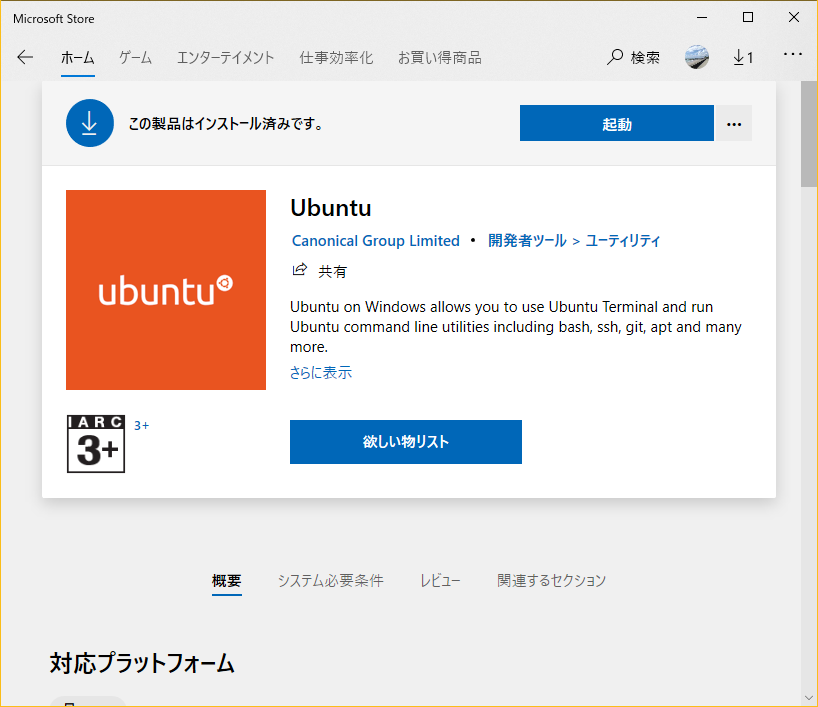 Microsoft Store
ホーム ゲーム エンターテイメント 仕事効率化 お買い得商品 検索 1
この製品はインストール済みです。 起動
ubuntu
Ubuntu
Canonical Group Limited • 開発者ツール > ユーティリティ
共有
Ubuntu on Windows allows you to use Ubuntu Terminal and run
Ubuntu command line utilities including bash, ssh, git, apt and many
more.
さらに表示
IARC
3+
3+
欲しい物リスト
概要 システム必要条件 レビュー 関連するセクション
対応プラットフォーム